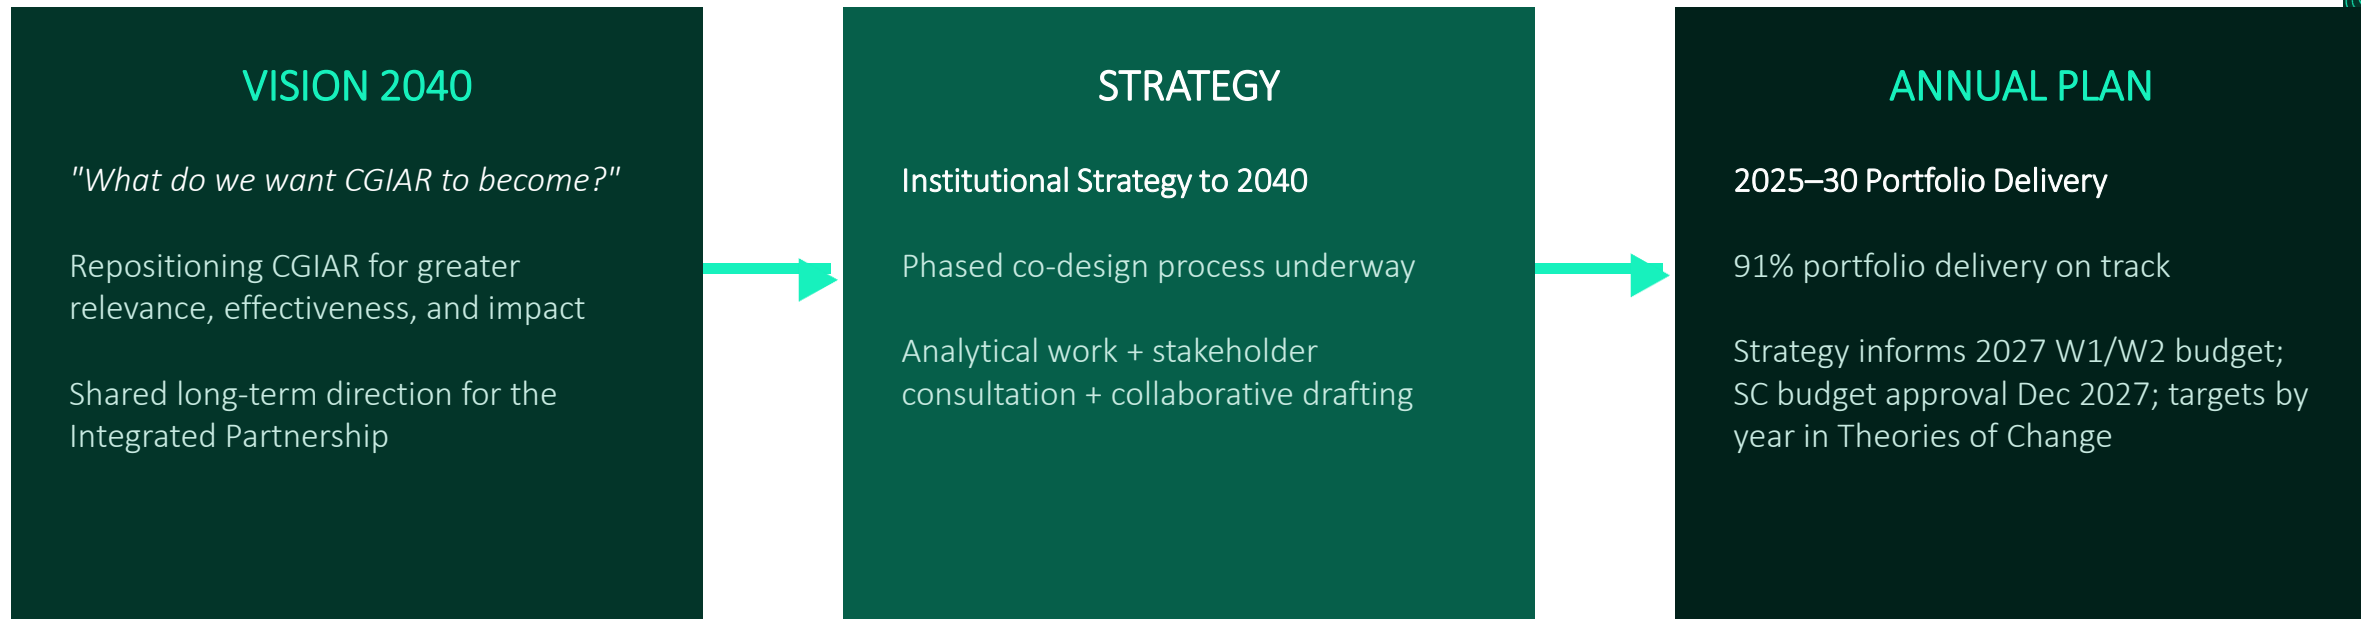 VISION 2040
"What do we want CGIAR to become?"
Repositioning CGIAR for greater
relevance, effectiveness, and impact
Shared long-term direction for the
Integrated Partnership
STRATEGY
Institutional Strategy to 2040
Phased co-design process underway
Analytical work + stakeholder
consultation + collaborative drafting
ANNUAL PLAN
2025–30 Portfolio Delivery
91% portfolio delivery on track
Strategy informs 2027 W1/W2 budget;
SC budget approval Dec 2027; targets by
year in Theories of Change